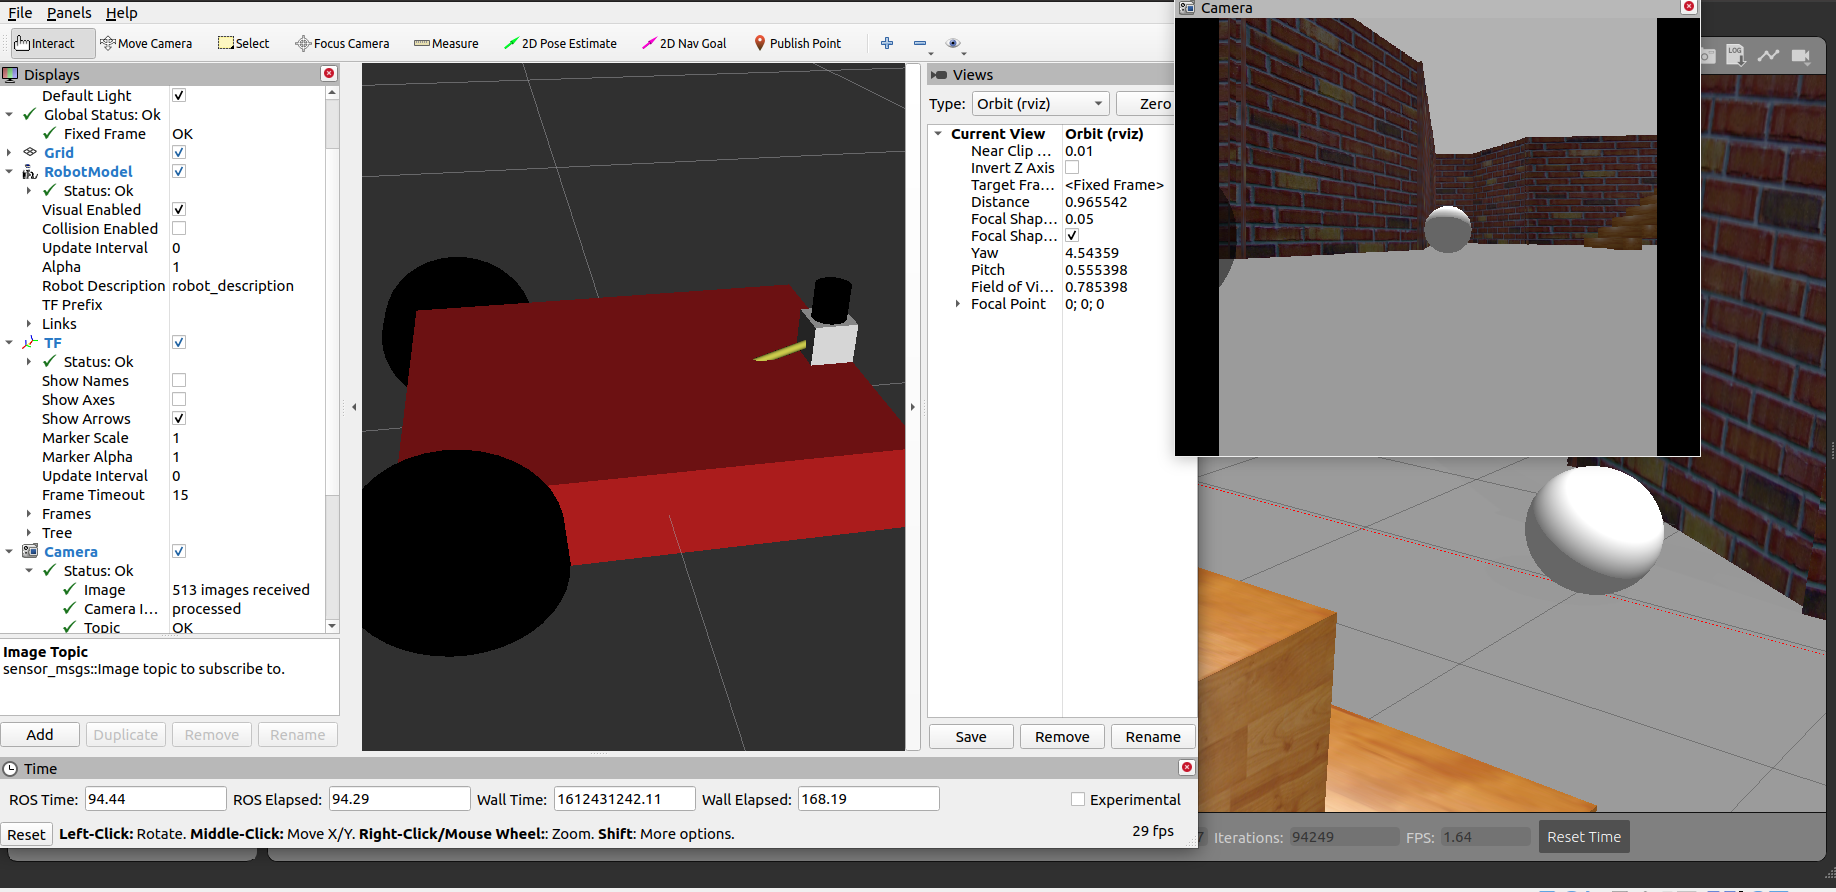 File Panels Help
Interact Move Camera Select Focus Camera Measure 2D Pose Estimate 2D Nav Goal Publish Point
Displays
Default Light
Global Status: Ok
Fixed Frame OK
Grid
RobotModel
Status: Ok
Visual Enabled
Collision Enabled
Update Interval 0
Alpha 1
Robot Description robot_description
TF Prefix
Links
TF
Status: Ok
Show Names
Show Axes
Show Arrows
Marker Scale 1
Marker Alpha 1
Update Interval 0
Frame Timeout 15
Frames
Tree
Camera
Status: Ok
Image 513 images received
Camera I... processed
Topic OK
Image Topic
sensor_msgs::Image topic to subscribe to.
Add Duplicate Remove Rename
Views
Type: Orbit (rviz) Zero
Current View Orbit (rviz)
Near Clip ... 0.01
Invert Z Axis
Target Fra... <Fixed Frame>
Distance 0.965542
Focal Shap... 0.05
Focal Shap...
Yaw 4.54359
Pitch 0.555398
Field of Vi... 0.785398
Focal Point 0; 0; 0
Save Remove Rename
Camera
LOG
Time
ROS Time: 94.44 ROS Elapsed: 94.29 Wall Time: 1612431242.11 Wall Elapsed: 168.19 Experimental
Reset Left-Click: Rotate. Middle-Click: Move X/Y. Right-Click/Mouse Wheel:: Zoom. Shift: More options. 29 fps
7 Iterations: 94249 FPS: 1.64 Reset Time